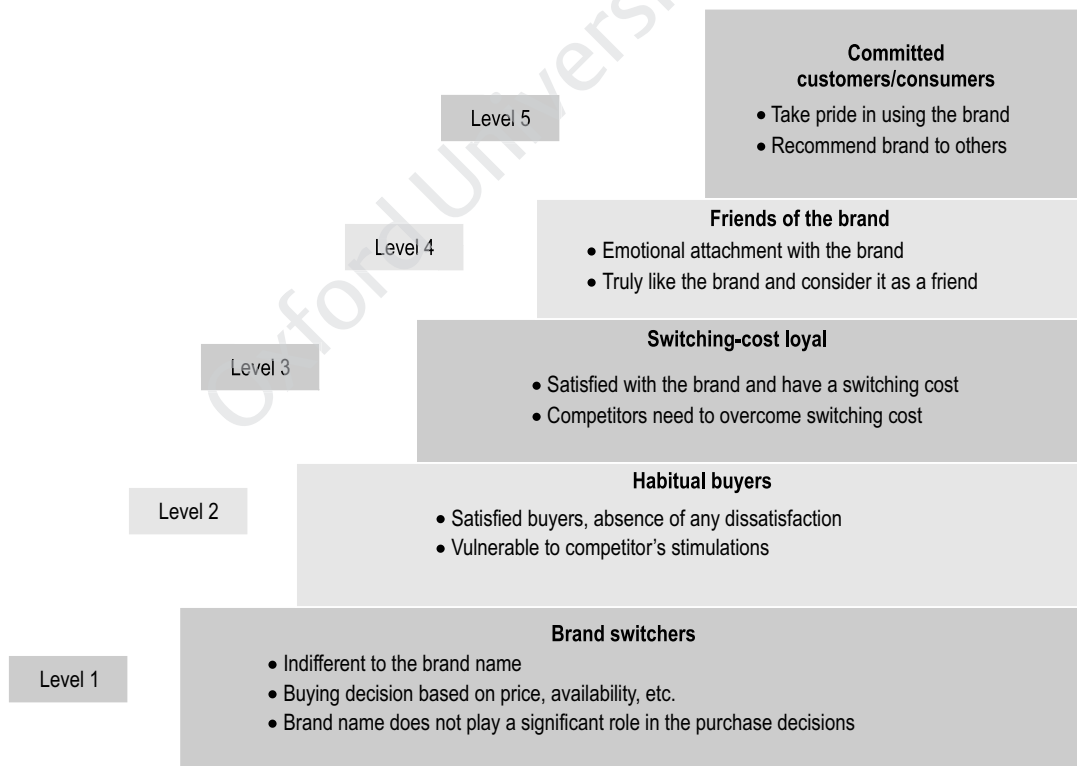 Committed
customers/consumers
• Take pride in using the brand
• Recommend brand to others
Level 5
Friends of the brand
• Emotional attachment with the brand
• Truly like the brand and consider it as a friend
Level 4
Switching-cost loyal
• Satisfied with the brand and have a switching cost
• Competitors need to overcome switching cost
Level 3
Habitual buyers
• Satisfied buyers, absence of any dissatisfaction
• Vulnerable to competitor’s stimulations
Level 2
Brand switchers
• Indifferent to the brand name
• Buying decision based on price, availability, etc.
• Brand name does not play a significant role in the purchase decisions
Level 1
Oxford Univers